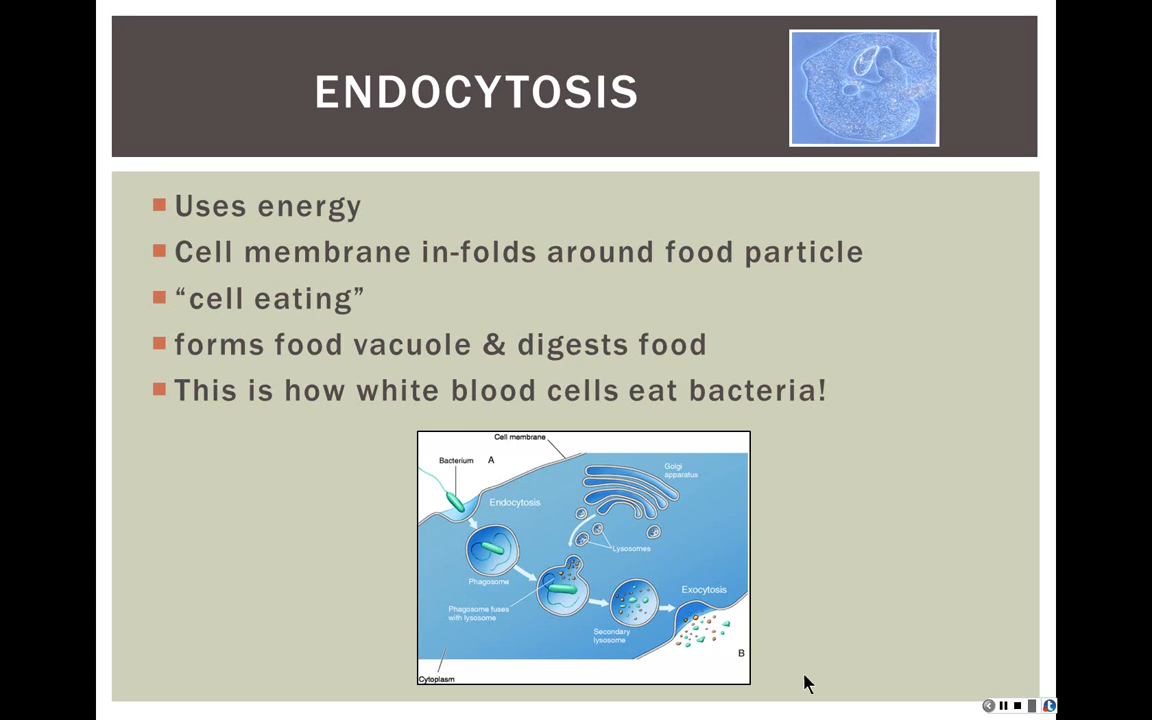 ENDOCYTOSIS
Uses energy
Cell membrane in-folds around food particle
“cell eating”
forms food vacuole & digests food
This is how white blood cells eat bacteria!
Cell membrane
Bacterium
A
Golgi
apparatus
Endocytosis
Lysosomes
Phagosome
Exocytosis
Phagosome fuses
with lysosome
Secondary
lysosome
B
Cytoplasm